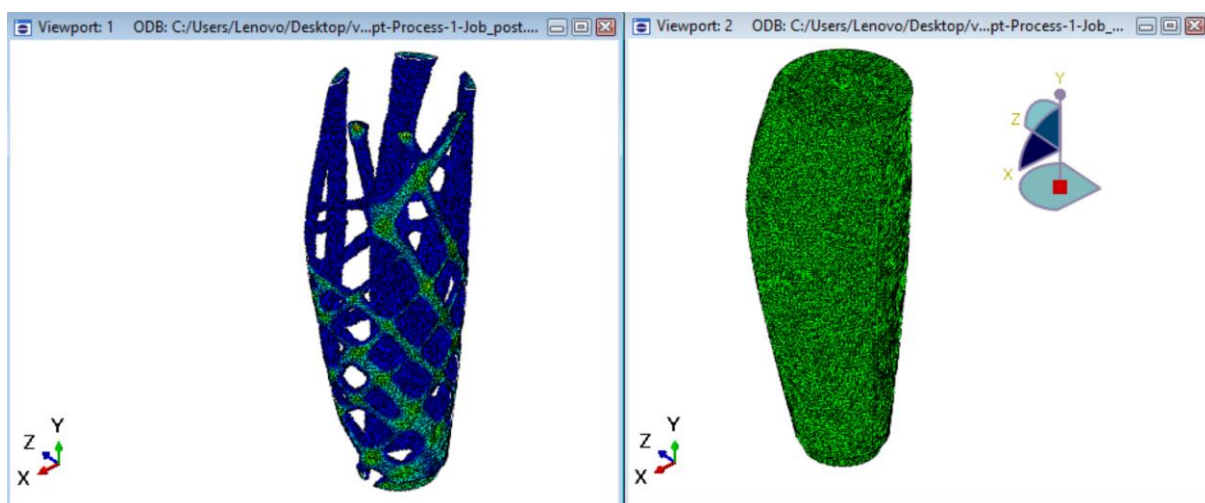 Viewport: 1 ODB: C:/Users/Lenovo/Desktop/v...pt-Process-1-Job_post....
Viewport: 2 ODB: C:/Users/Lenovo/Desktop/v...pt-Process-1-Job_...
Y
Z
X
Y
Z
X
Y
Z
X